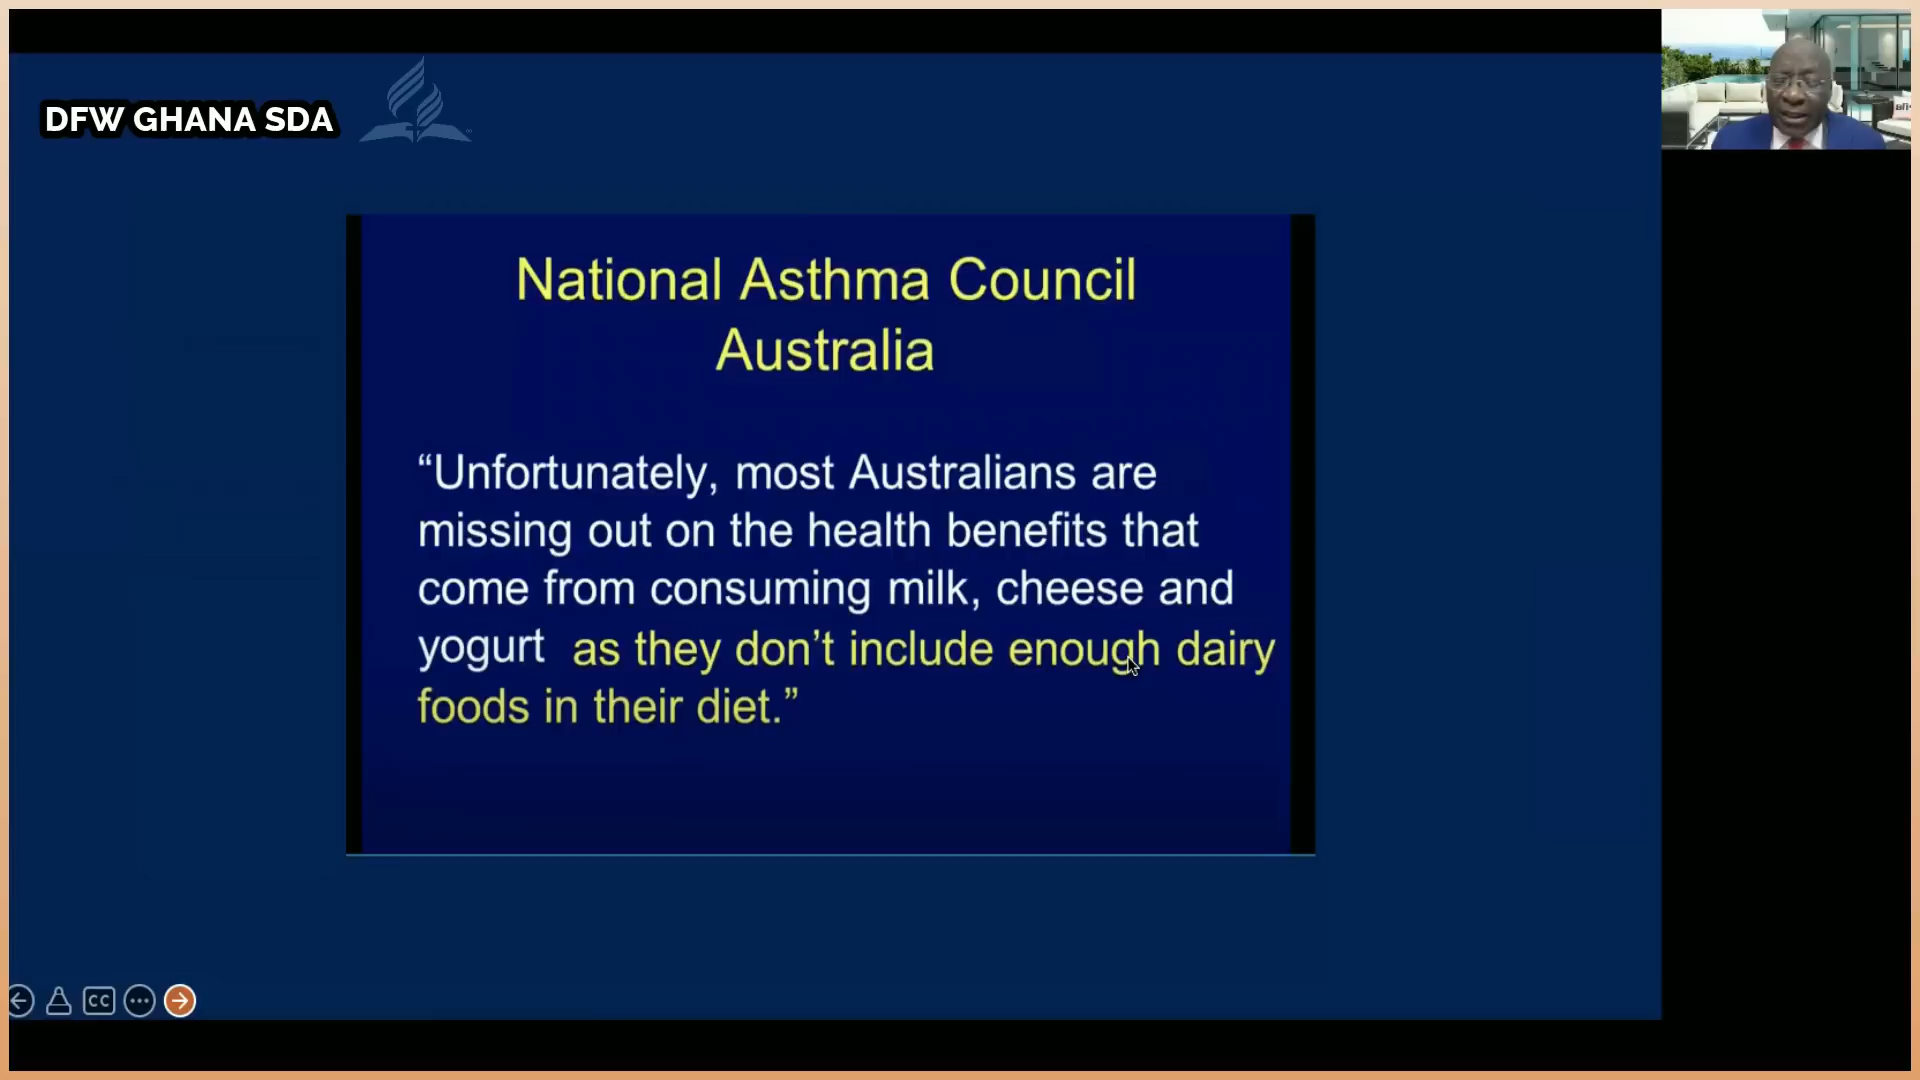 DFW GHANA SDA
National Asthma Council
Australia
“Unfortunately, most Australians are
missing out on the health benefits that
come from consuming milk, cheese and
yogurt as they don’t include enough dairy
foods in their diet.”
CC